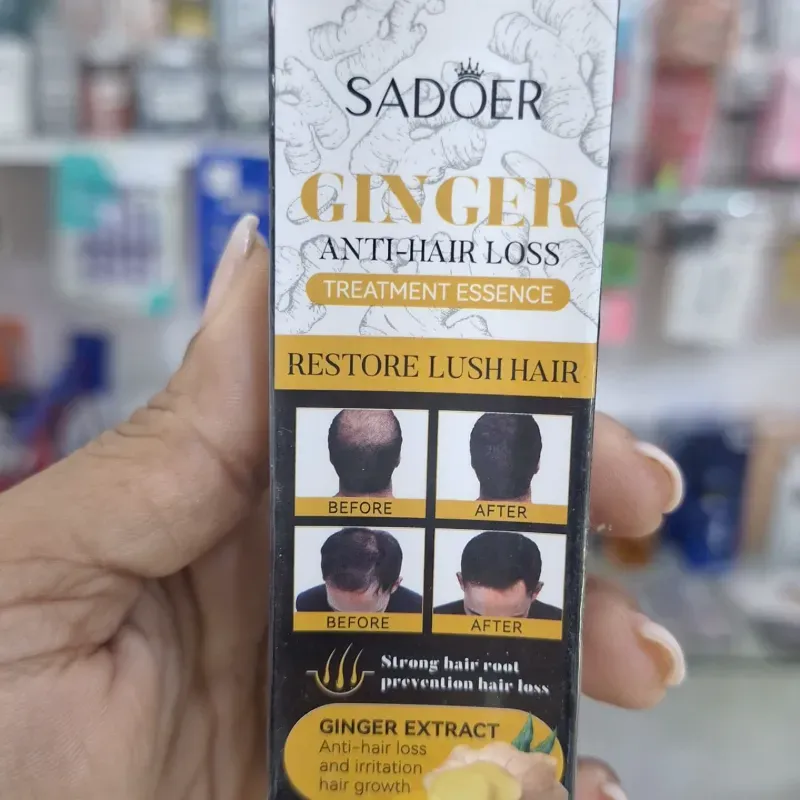 SADOER
GINGER
ANTI-HAIR LOSS
TREATMENT ESSENCE
RESTORE LUSH HAIR
BEFORE
AFTER
BEFORE
AFTER
Strong hair root
prevention hair loss
GINGER EXTRACT
Anti-hair loss
and irritation
hair growth